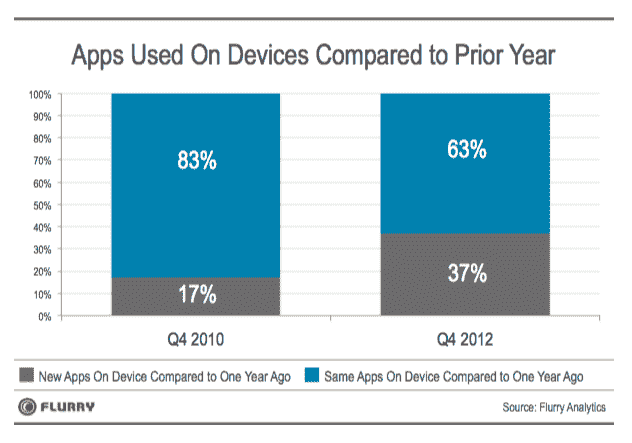 Apps Used On Devices Compared to Prior Year
100%
90%
80%
70%
60%
50%
40%
30%
20%
10%
0%
83%
17%
63%
37%
Q4 2010
Q4 2012
New Apps On Device Compared to One Year Ago
Same Apps On Device Compared to One Year Ago
FLURRY
Source: Flurry Analytics